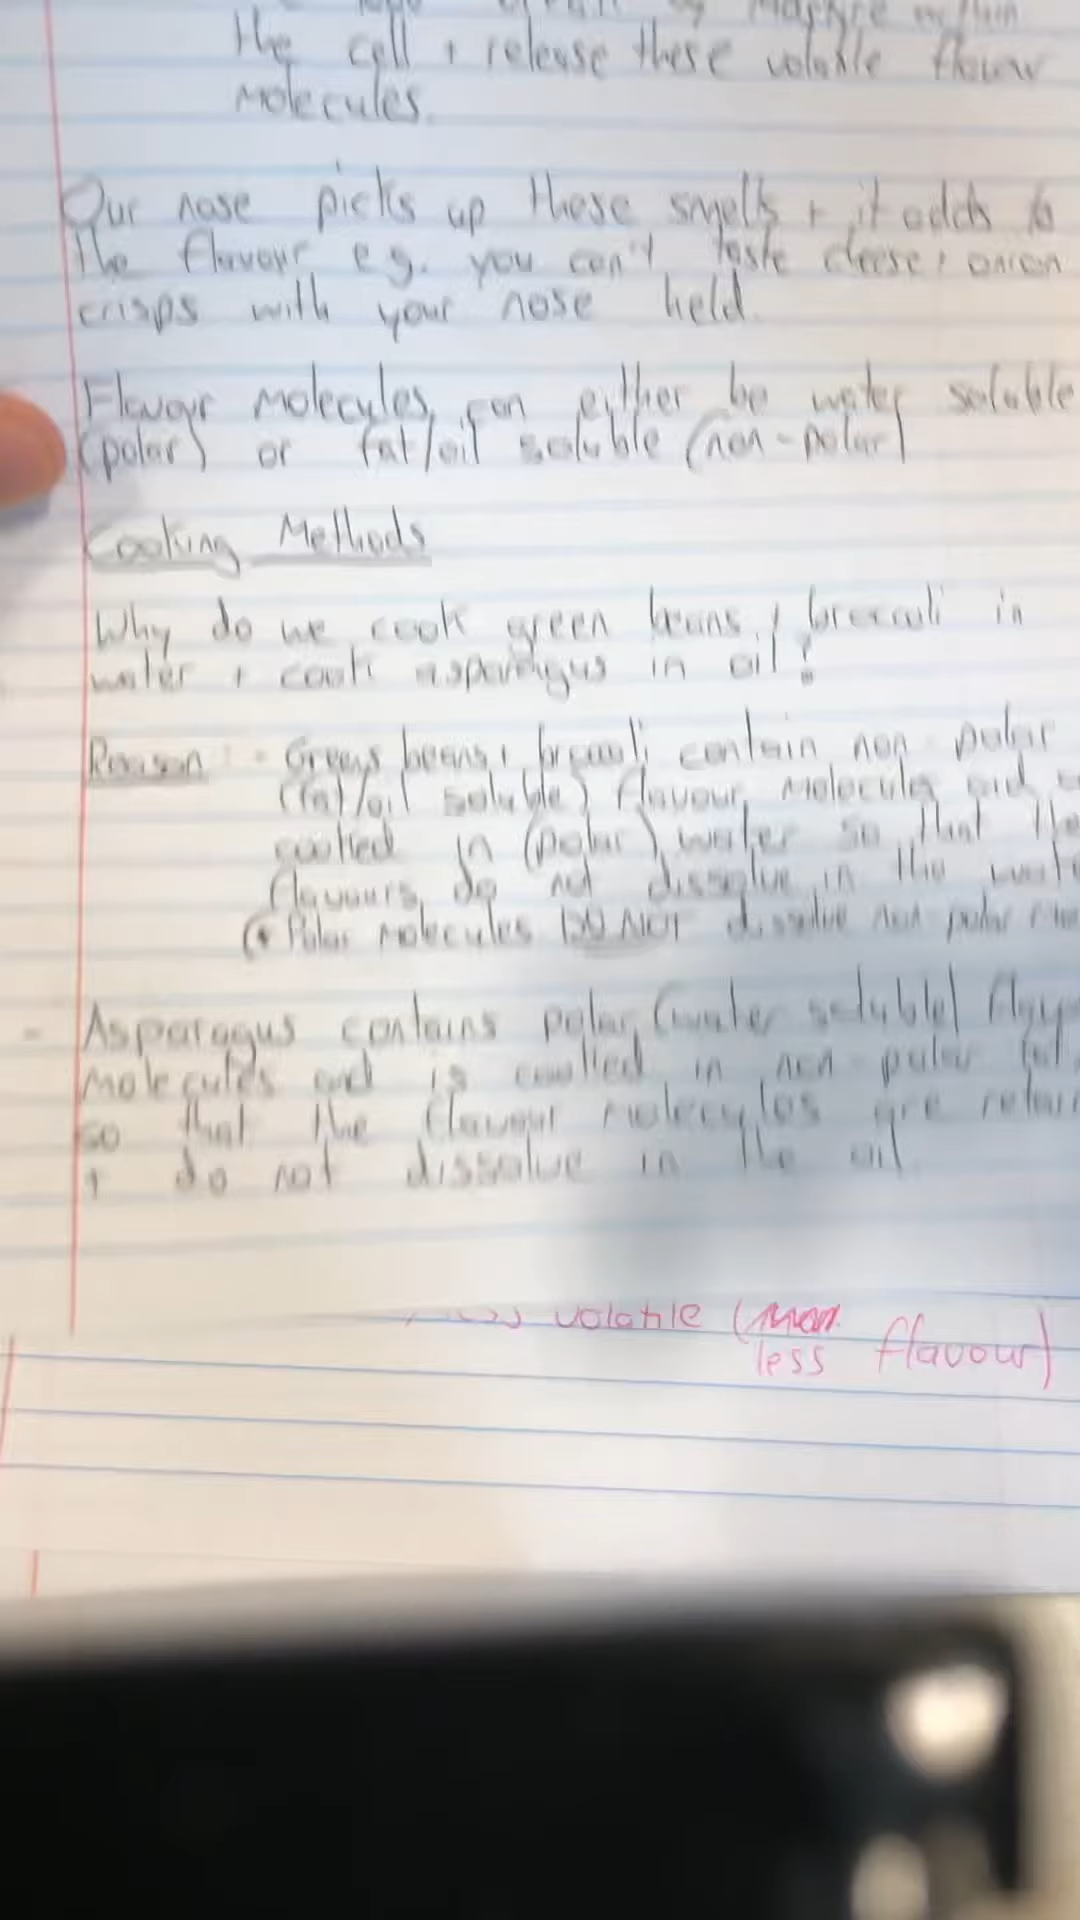 the cell + release these volatile flavour
molecules.
Our nose picks up these smells + it adds to
the flavour eg. you can't taste cheese + onion
crisps with your nose held.
Flavour molecules can either be water soluble
(polar) or fat/oil soluble (non-polar)
Cooking Methods
Why do we cook green beans + broccoli in
water + cook asparagus in oil?
Reason: - Greens beans + broccoli contain non-polar
(fat/oil soluble) flavour molecules and
cooked in (polar) water so that the
flavours do not dissolve in the
(* Polar molecules DO NOT dissolve non polar
- Asparagus contains polar (water soluble)
molecules and is cooked in non-polar
so that the flavour molecules are
+ do not dissolve in the oil.
volatile (
less flavour)